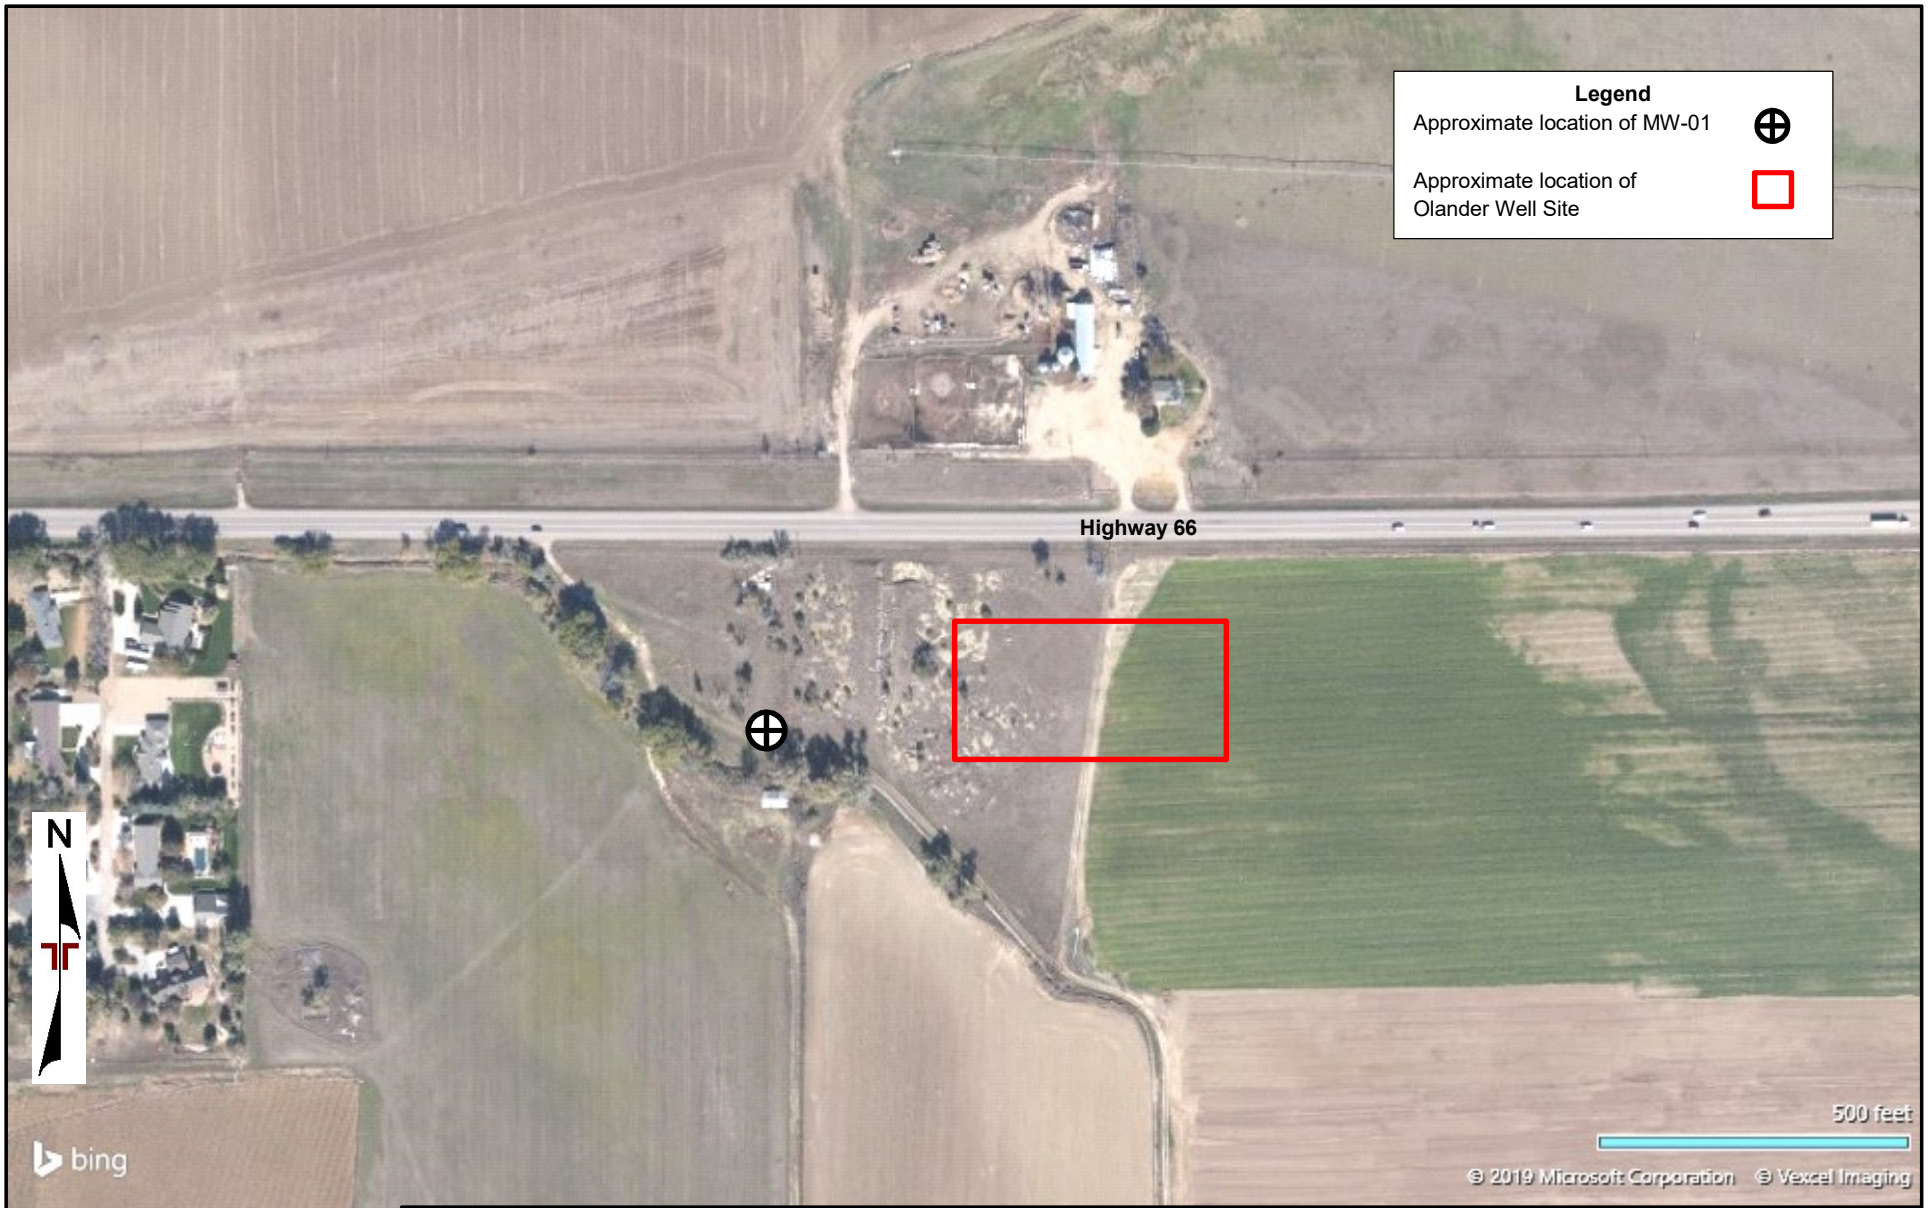 Legend
Approximate location of MW-01
Approximate location of
Olander Well Site
Highway 66
N
bing
500 feet
© 2019 Microsoft Corporation © Vexcel Imaging